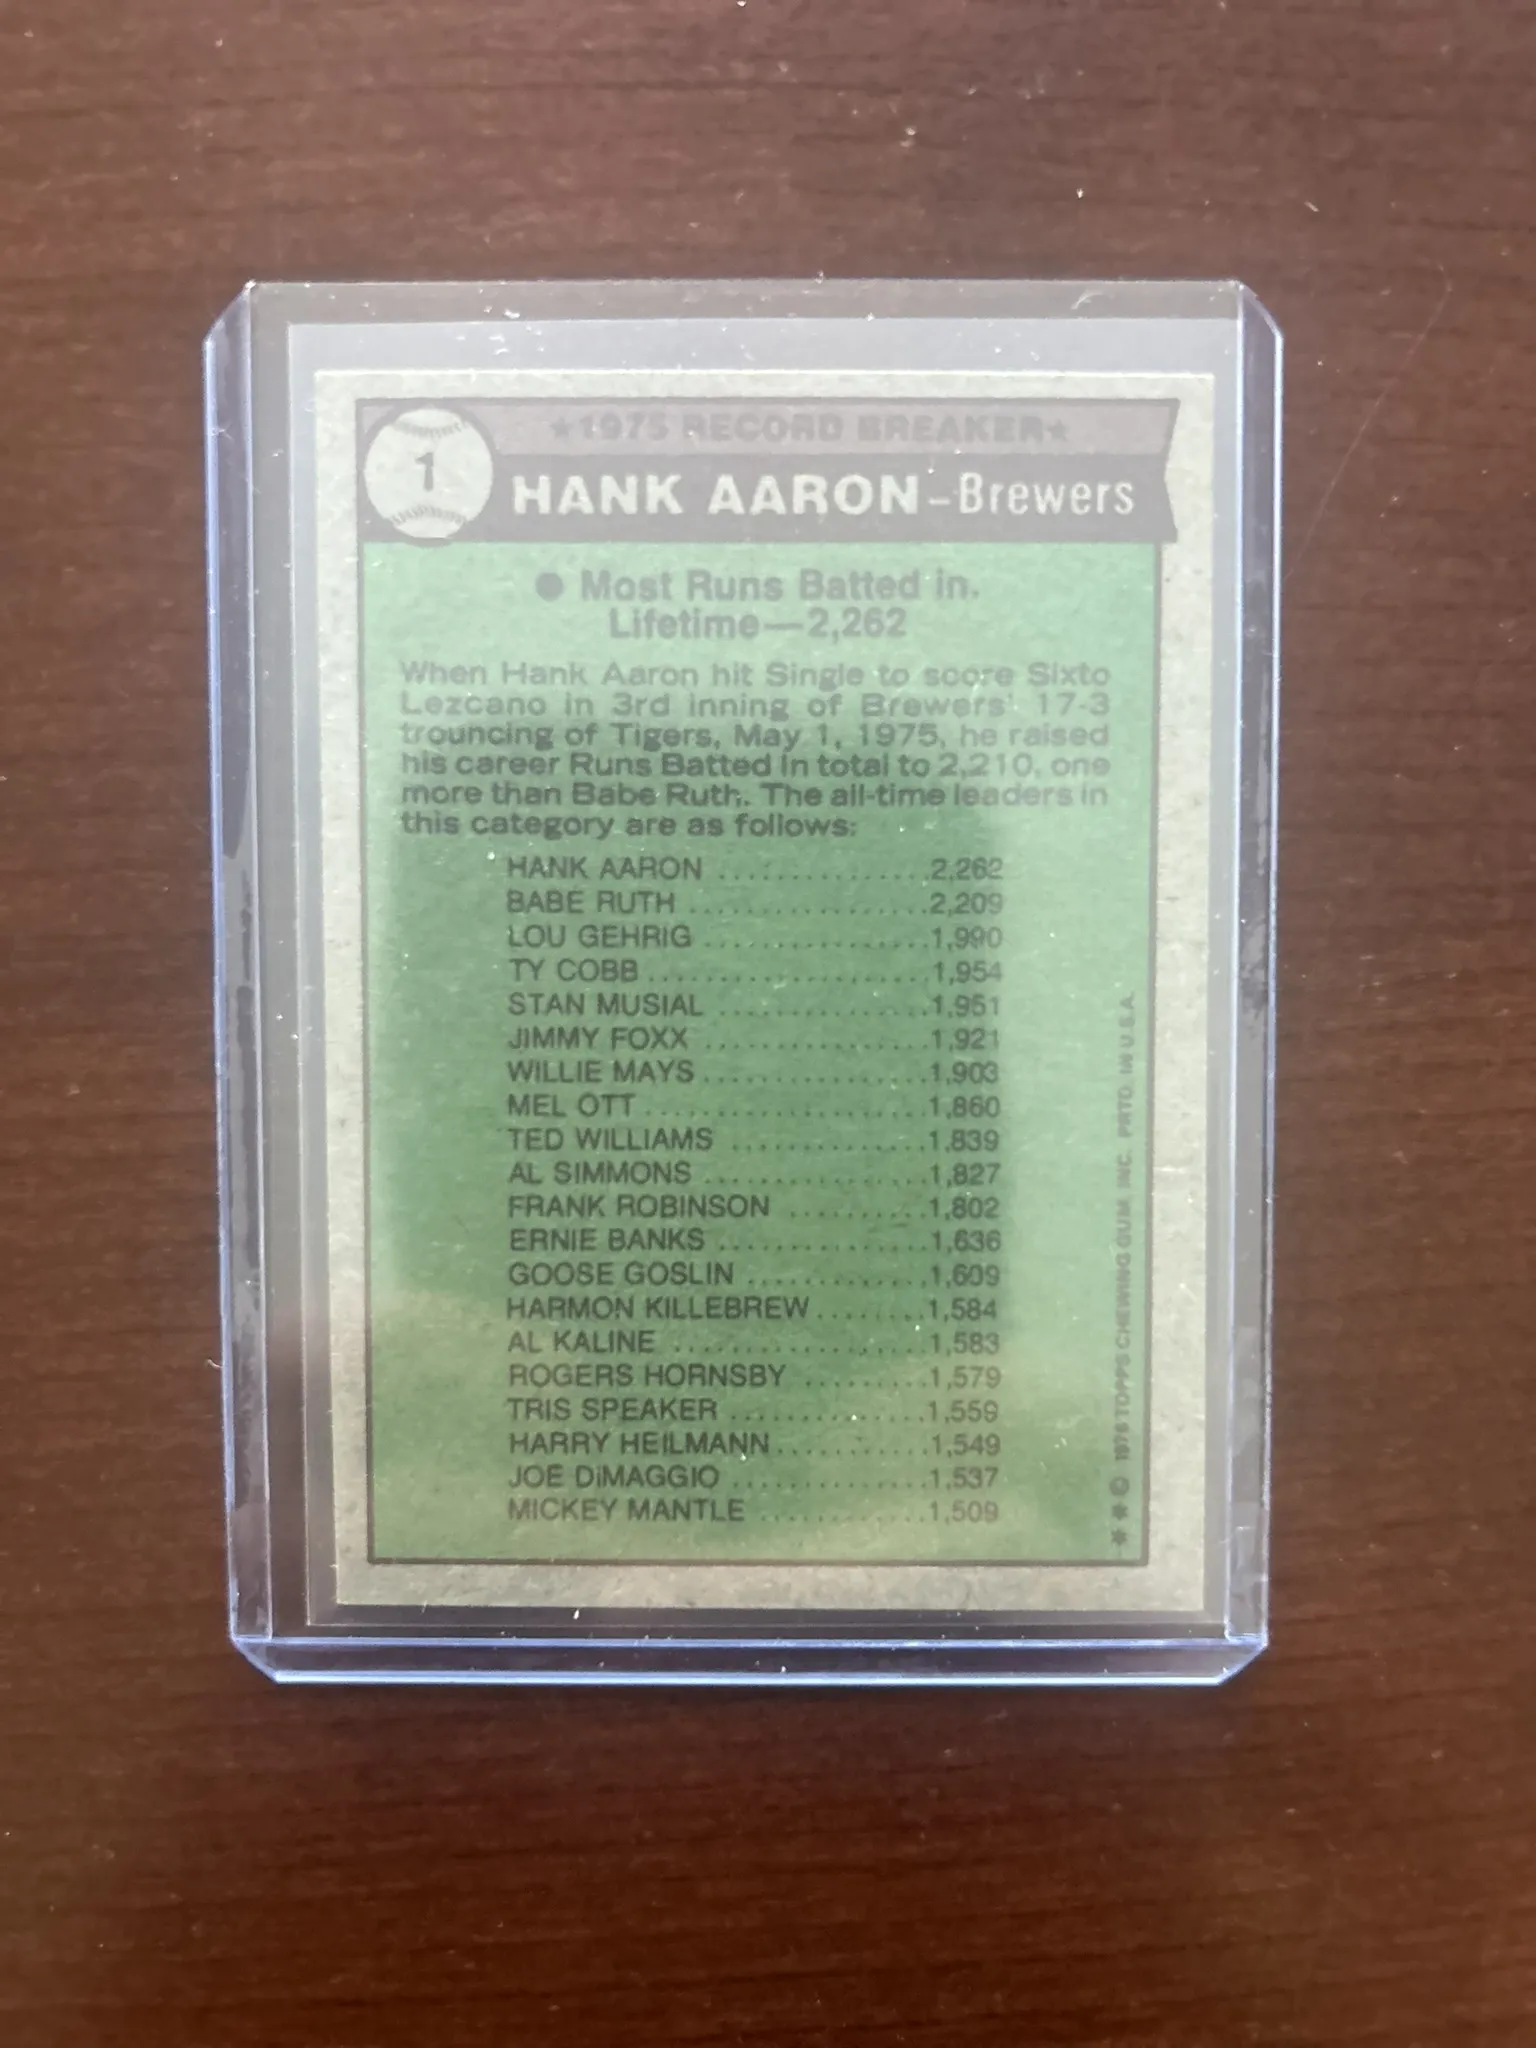 ★1975 RECORD BREAKER★
1
HANK AARON–Brewers
● Most Runs Batted in.
Lifetime—2,262
When Hank Aaron hit Single to score Sixto
Lezcano in 3rd inning of Brewers' 17-3
trouncing of Tigers, May 1, 1975, he raised
his career Runs Batted in total to 2,210, one
more than Babe Ruth. The all-time leaders in
this category are as follows:
HANK AARON ...............2,262
BABE RUTH .................2,209
LOU GEHRIG ................1,990
TY COBB ....................1,954
STAN MUSIAL ...............1,951
JIMMY FOXX ................1,921
WILLIE MAYS ................1,903
MEL OTT ....................1,860
TED WILLIAMS ..............1,839
AL SIMMONS ................1,827
FRANK ROBINSON ..........1,802
ERNIE BANKS ...............1,636
GOOSE GOSLIN .............1,609
HARMON KILLEBREW ........1,584
AL KALINE ..................1,583
ROGERS HORNSBY .........1,579
TRIS SPEAKER ..............1,559
HARRY HEILMANN ...........1,549
JOE DiMAGGIO ..............1,537
MICKEY MANTLE ............1,509
**© 1976 TOPPS CHEWING GUM, INC. PRTD. IN U.S.A.